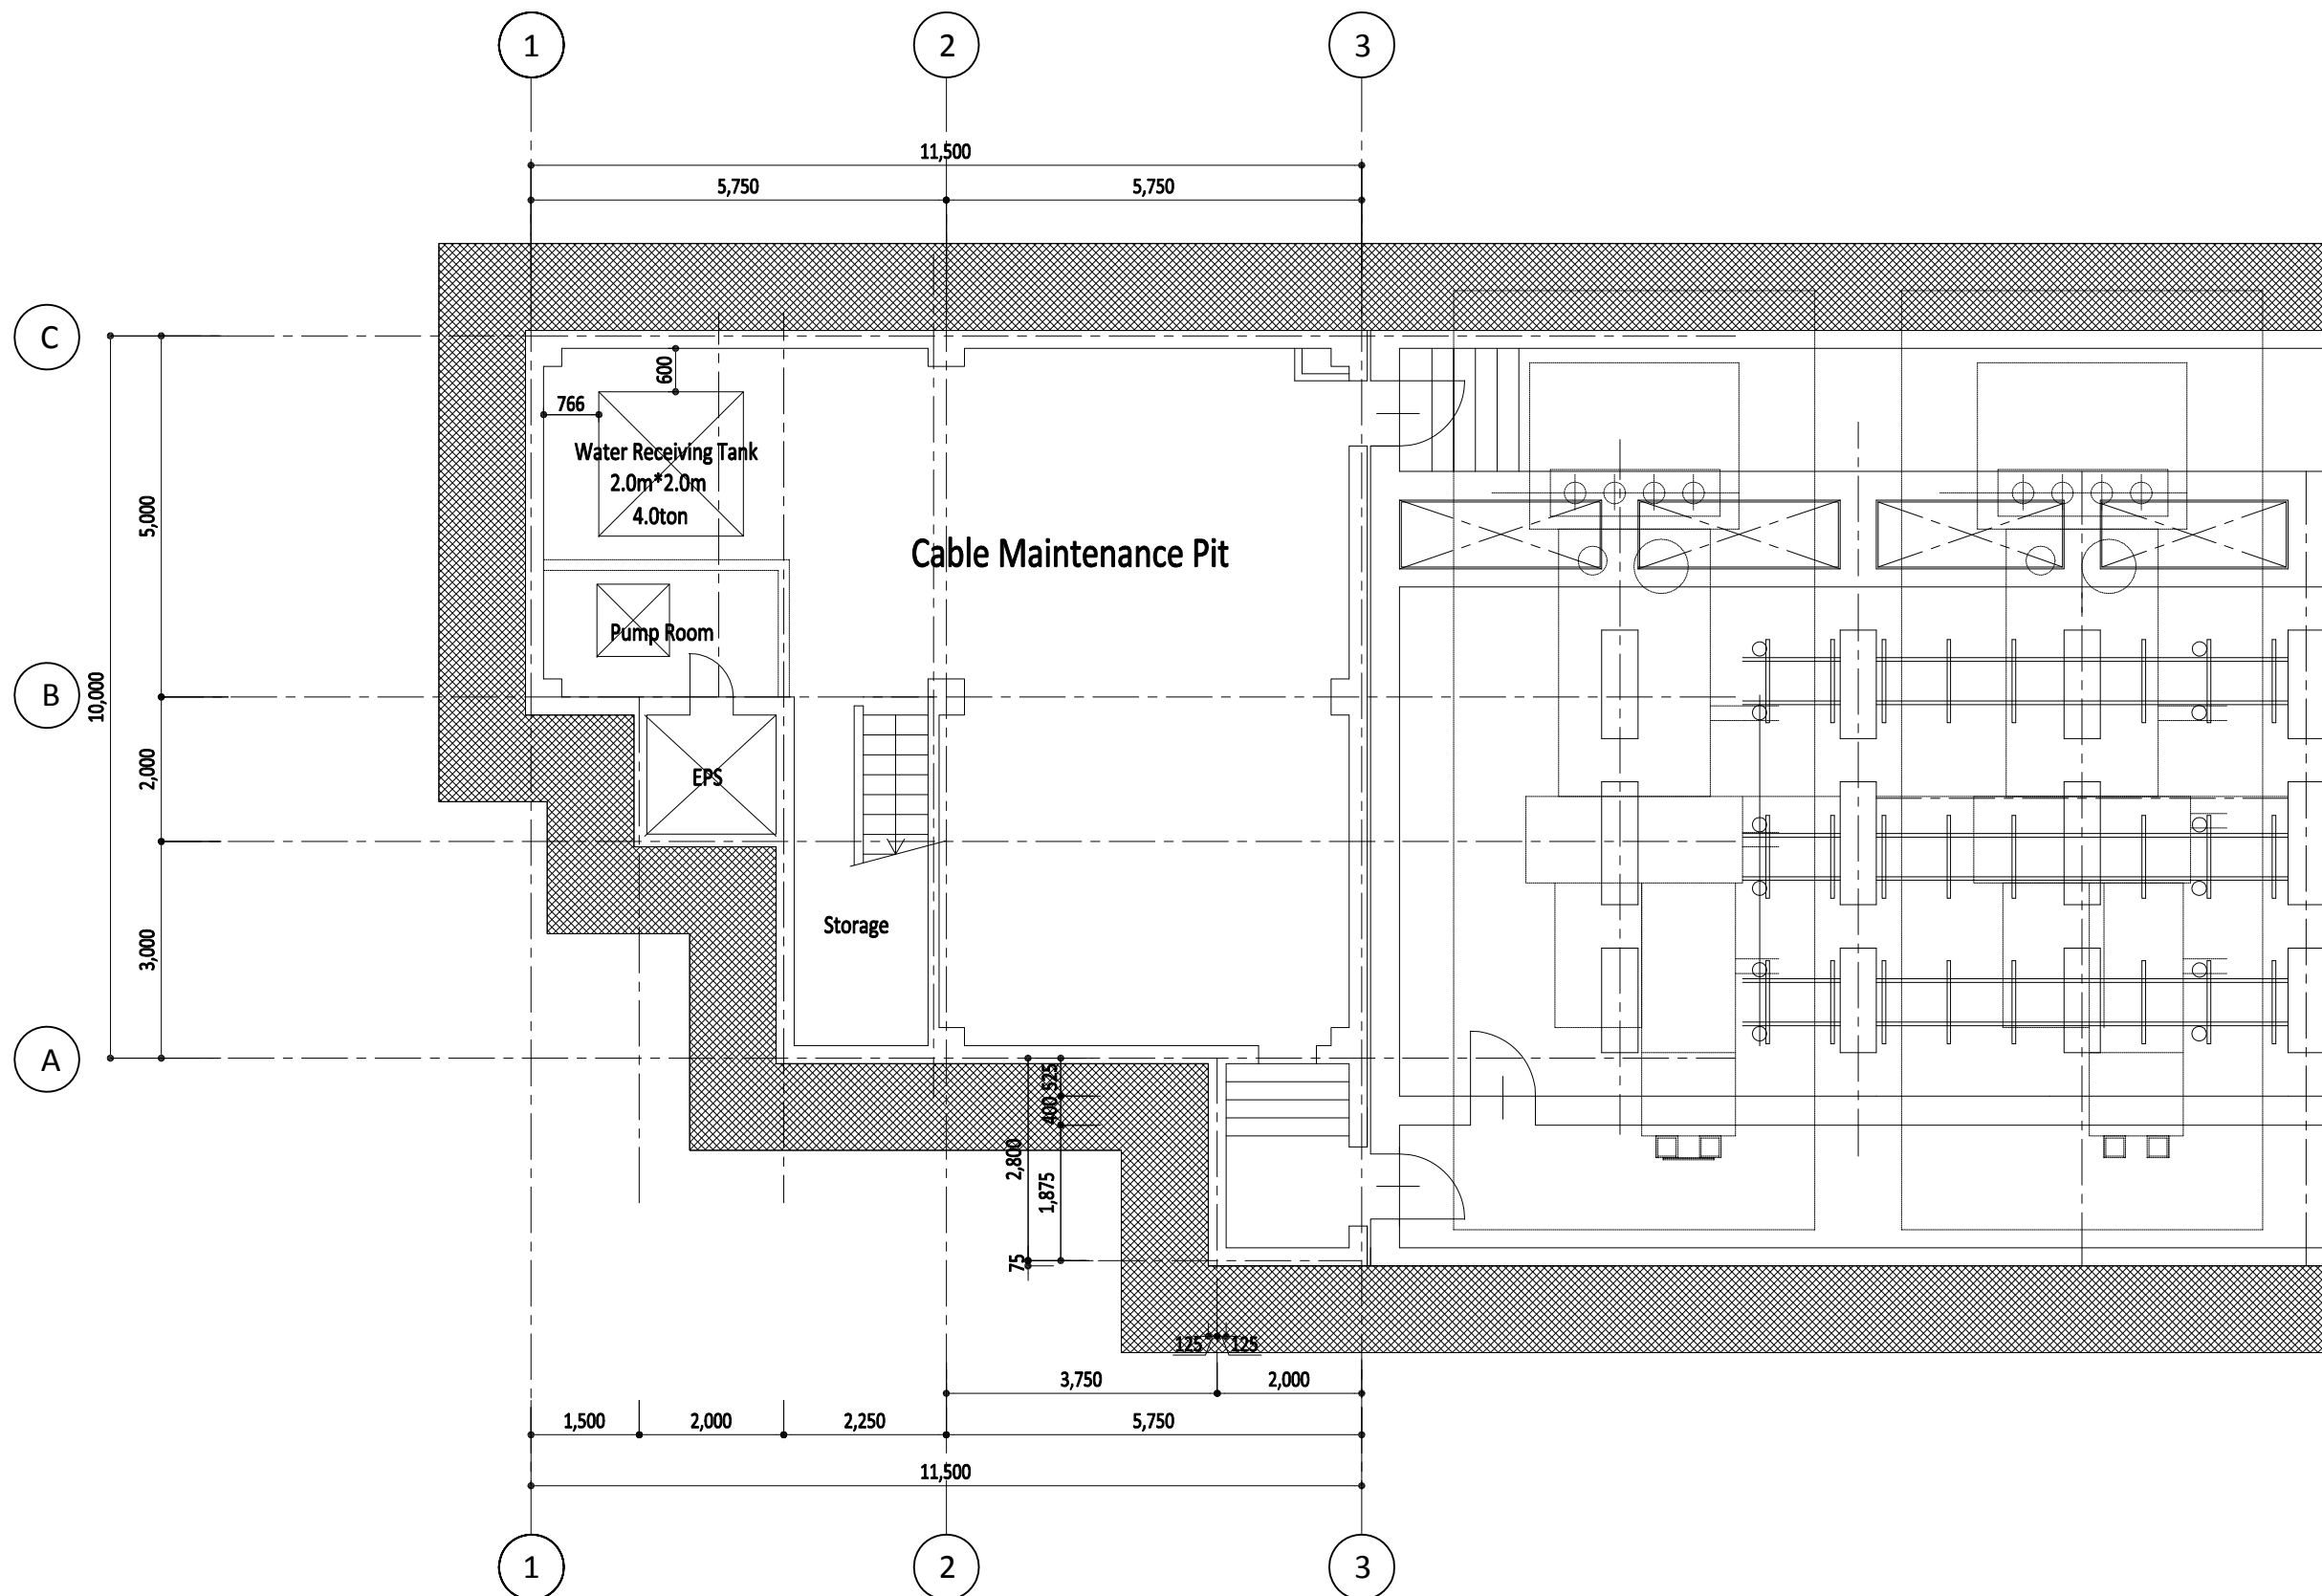 1
2
3
11,500
5,750
5,750
C
600
766
Water Receiving Tank
2.0m*2.0m
4.0ton
5,000
Cable Maintenance Pit
Pump Room
B
10,000
2,000
EPS
3,000
Storage
A
525
400
2,800
1,875
75
125
125
3,750
2,000
1,500
2,000
2,250
5,750
11,500
1
2
3